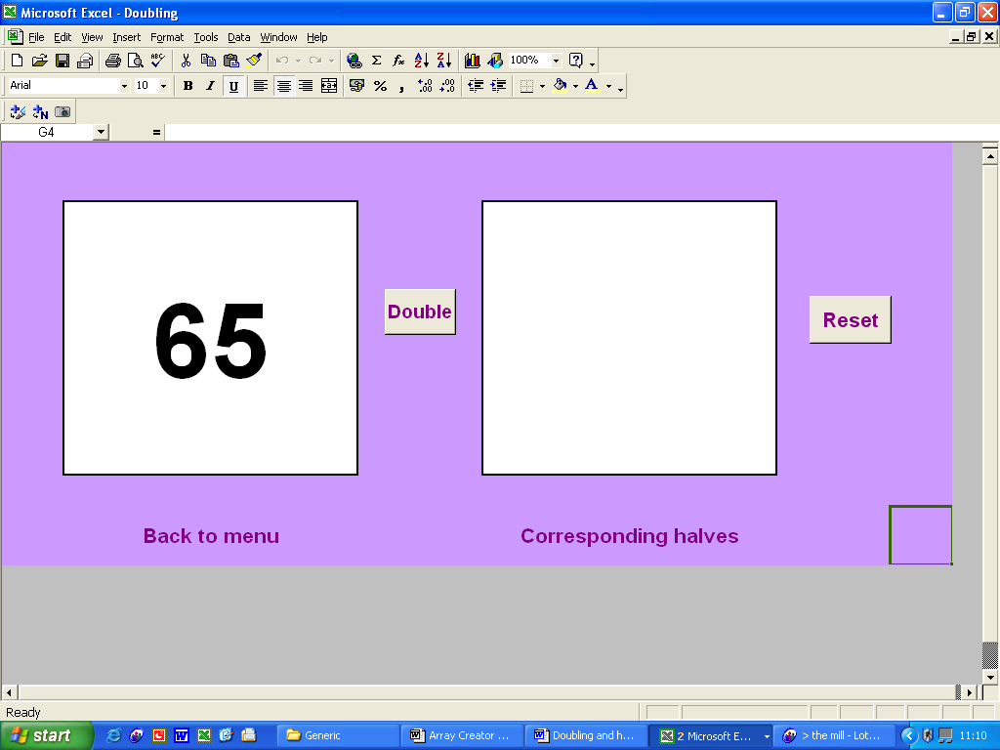 Microsoft Excel - Doubling
File Edit View Insert Format Tools Data Window Help
100%
Arial 10 B I U % ,
G4 =
65
Double
Reset
Back to menu
Corresponding halves
Ready
start Generic Array Creator ... Doubling and h... 2 Microsoft E... > the mill - Lot... 11:10